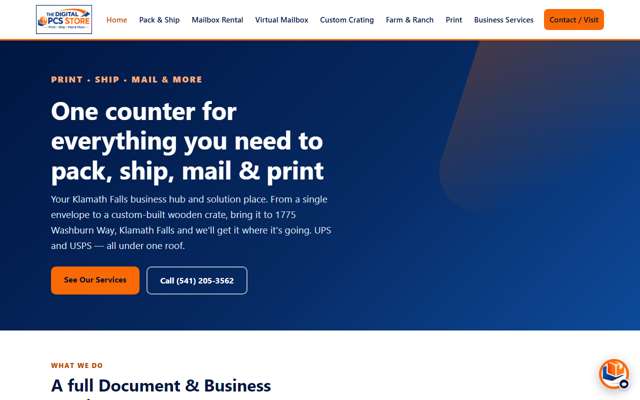 THE DIGITAL
PCS STORE
Home
Pack & Ship
Mailbox Rental
Virtual Mailbox
Custom Crating
Farm & Ranch
Print
Business Services
Contact / Visit
PRINT • SHIP • MAIL & MORE
One counter for
everything you need to
pack, ship, mail & print
Your Klamath Falls business hub and solution place. From a single
envelope to a custom-built wooden crate, bring it to 1775
Washburn Way, Klamath Falls and we'll get it where it's going. UPS
and USPS — all under one roof.
See Our Services
Call (541) 205-3562
WHAT WE DO
A full Document & Business